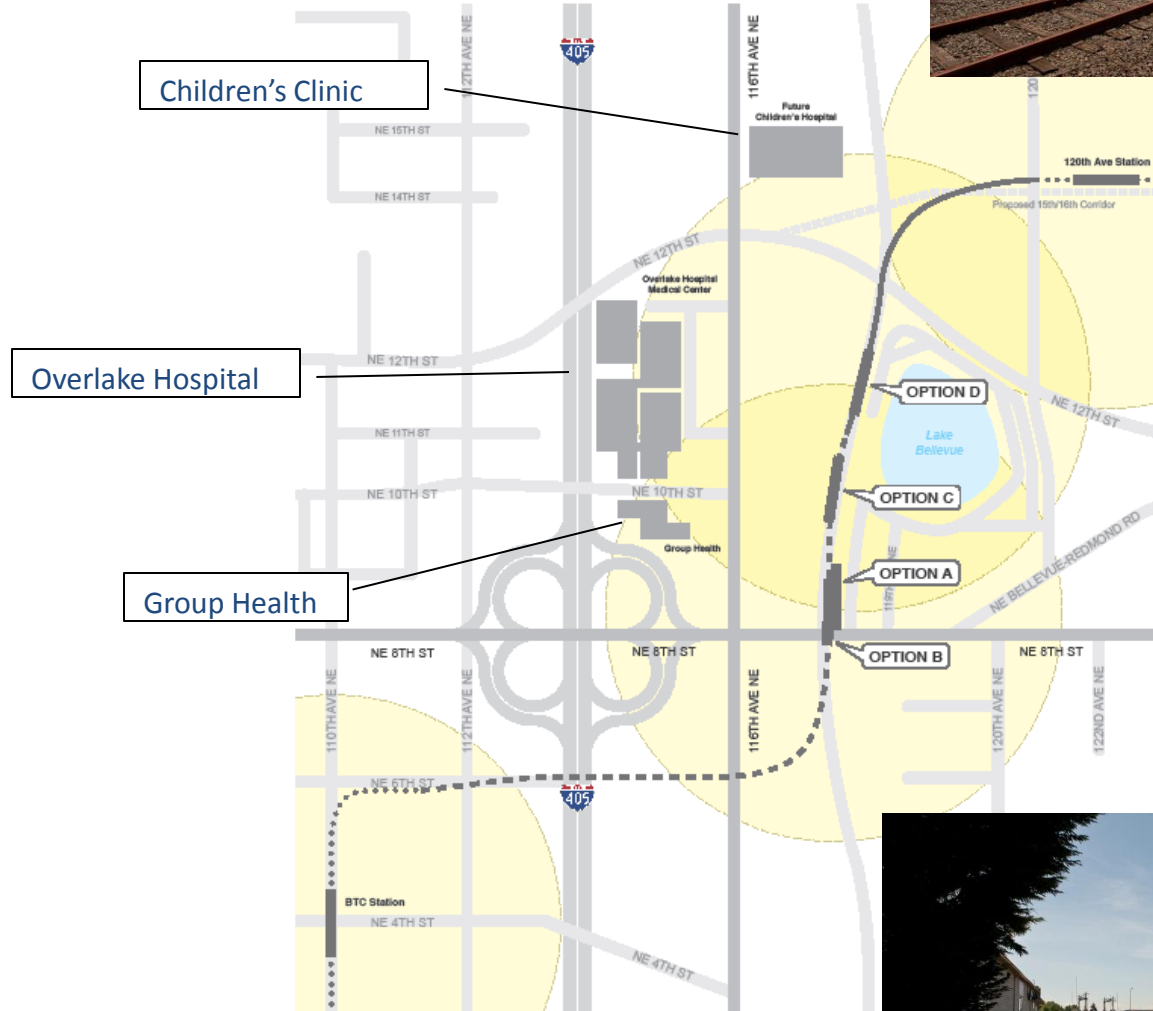 405
112TH AVE NE
116TH AVE NE
120
Children's Clinic
Future
Children's Hospital
NE 15TH ST
120th Ave Station
NE 14TH ST
Proposed 15th/16th Corridor
NE 12TH ST
Overlake Hospital
Medical Center
NE 12TH ST
Overlake Hospital
OPTION D
NE 12TH ST
NE 11TH ST
Lake
Bellevue
NE 10TH ST
NE 10TH ST
OPTION C
Group Health
NE BELLEVUE-REDMOND RD
OPTION A
119TH NE
Group Health
NE 8TH ST
NE 8TH ST
OPTION B
NE 8TH ST
110TH AVE NE
112TH AVE NE
116TH AVE NE
120TH AVE NE
122ND AVE NE
NE 6TH ST
405
BTC Station
NE 4TH ST
NE 4TH ST